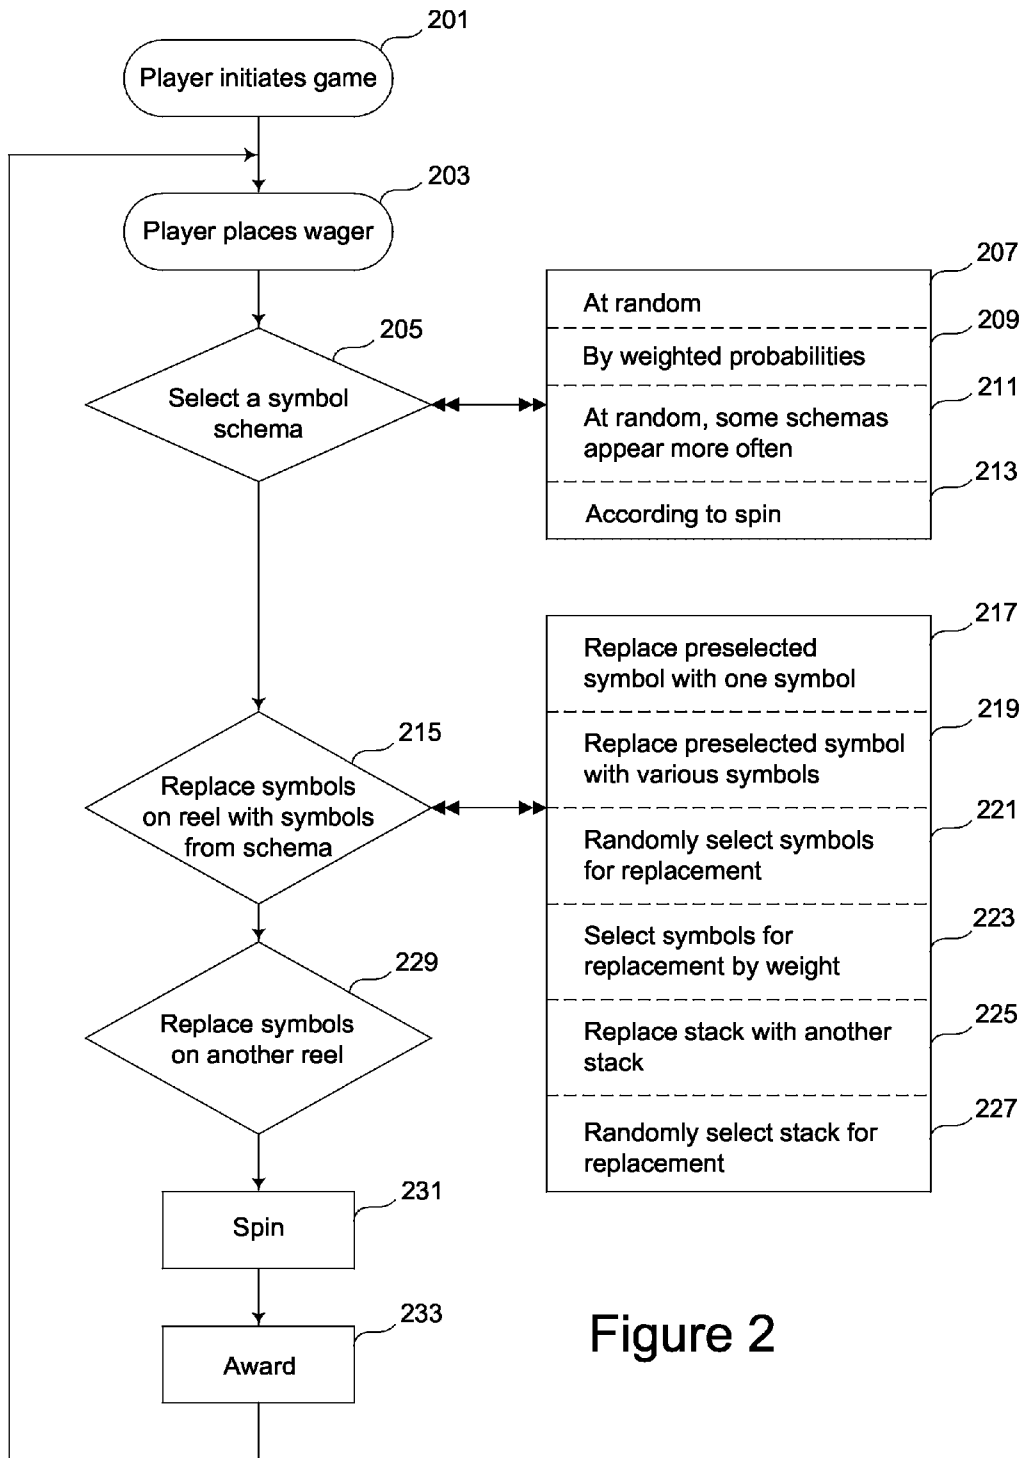 201
Player initiates game
203
Player places wager
205
Select a symbol
schema
207
At random
209
By weighted probabilities
211
At random, some schemas
appear more often
213
According to spin
215
Replace symbols
on reel with symbols
from schema
217
Replace preselected
symbol with one symbol
219
Replace preselected symbol
with various symbols
221
Randomly select symbols
for replacement
223
Select symbols for
replacement by weight
225
Replace stack with another
stack
227
Randomly select stack for
replacement
229
Replace symbols
on another reel
231
Spin
233
Award
Figure 2